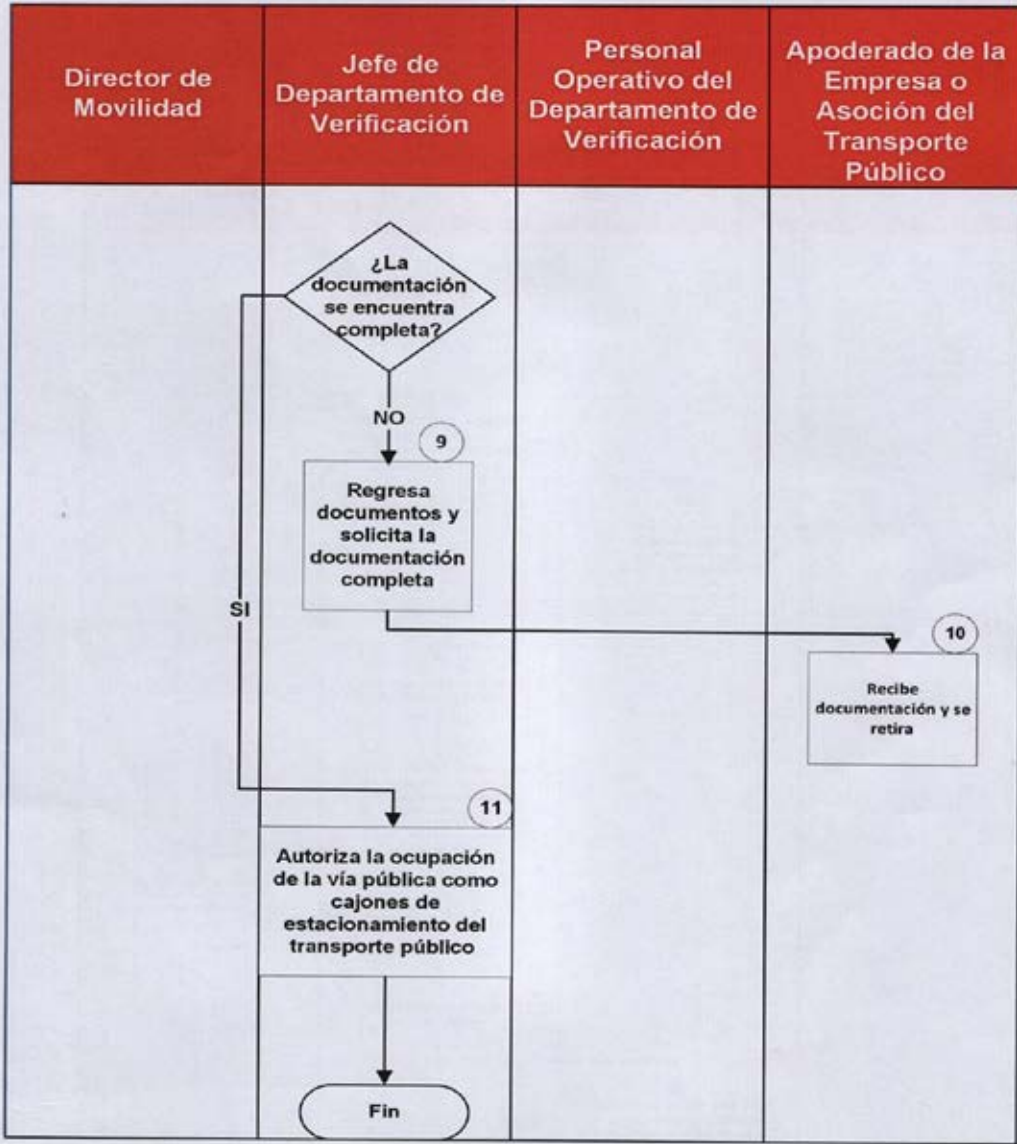 Director de
Movilidad
Jefe de
Departamento de
Verificación
Personal
Operativo del
Departamento de
Verificación
Apoderado de la
Empresa o
Asoción del
Transporte
Público
¿La
documentación
se encuentra
completa?
NO
9
Regresa
documentos y
solicita la
documentación
completa
SI
10
Recibe
documentación y se
retira
11
Autoriza la ocupación
de la vía pública como
cajones de
estacionamiento del
transporte público
Fin